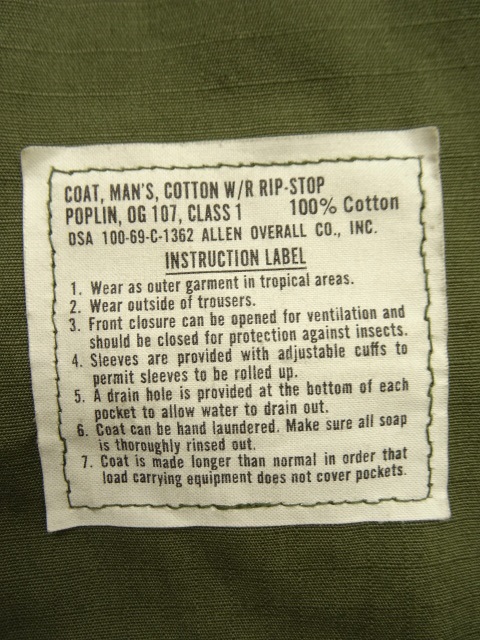 COAT, MAN'S, COTTON W/R RIP-STOP
POPLIN, OG 107, CLASS 1 100% Cotton
DSA 100-69-C-1362 ALLEN OVERALL CO., INC.
INSTRUCTION LABEL
1. Wear as outer garment in tropical areas.
2. Wear outside of trousers.
3. Front closure can be opened for ventilation and
should be closed for protection against insects.
4. Sleeves are provided with adjustable cuffs to
permit sleeves to be rolled up.
5. A drain hole is provided at the bottom of each
pocket to allow water to drain out.
6. Coat can be hand laundered. Make sure all soap
is thoroughly rinsed out.
7. Coat is made longer than normal in order that
load carrying equipment does not cover pockets.